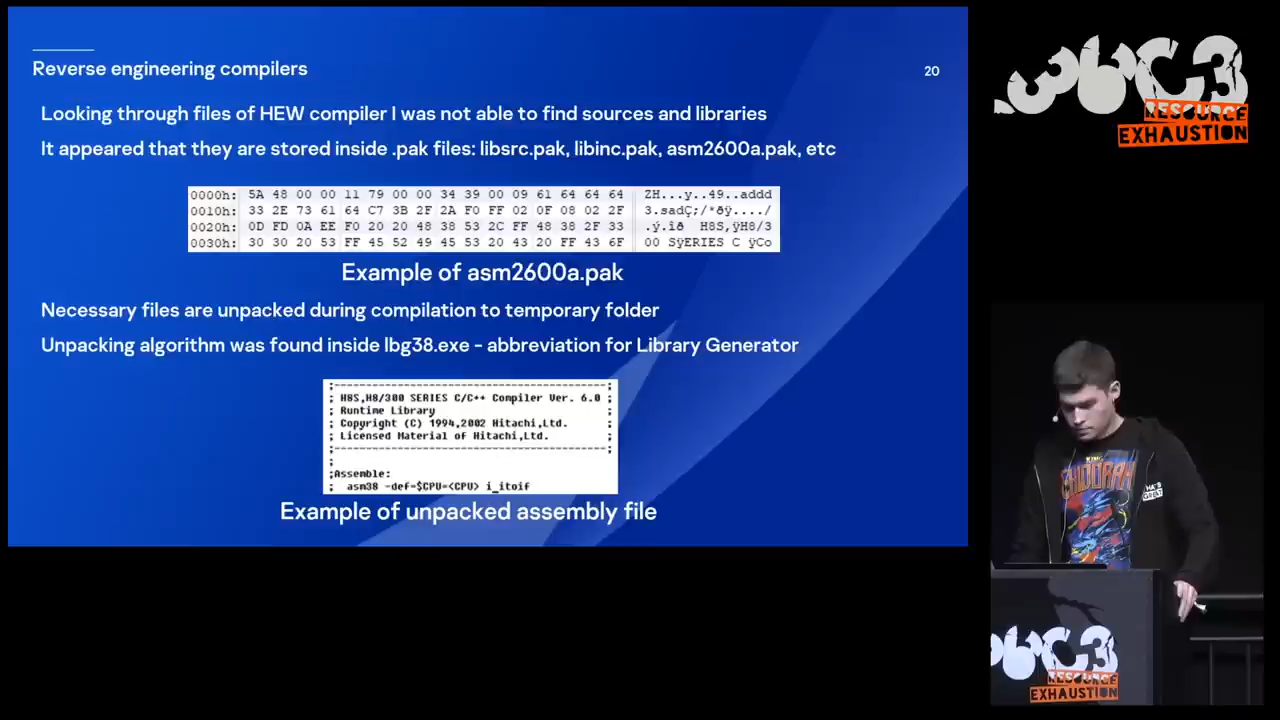 Reverse engineering compilers
20
Looking through files of HEW compiler I was not able to find sources and libraries
It appeared that they are stored inside .pak files: libsrc.pak, libinc.pak, asm2600a.pak, etc
0000h: 5A 48 00 00 11 79 00 00 34 39 00 09 61 64 64 64 ZH...y..49..addd
0010h: 33 2E 73 61 64 C7 3B 2F 2A F0 FF 02 0F 08 02 2F 3.sadÇ;/*ðÿ..../
0020h: 0D FD 0A EE F0 20 20 48 38 53 2C FF 48 38 2F 33 .ý.îð  H8S,ÿH8/3
0030h: 30 30 20 53 FF 45 52 49 45 53 20 43 20 FF 43 6F 00 SÿERIES C ÿCo
Example of asm2600a.pak
Necessary files are unpacked during compilation to temporary folder
Unpacking algorithm was found inside lbg38.exe - abbreviation for Library Generator
;-----------------------------------------;
; H8S,H8/300 SERIES C/C++ Compiler Ver. 6.0 ;
; Runtime Library ;
; Copyright (C) 1994,2002 Hitachi,Ltd. ;
; Licensed Material of Hitachi,Ltd. ;
;-----------------------------------------;
;
;Assemble:
; asm38 -def=$CPU=<CPU> i_itoif
Example of unpacked assembly file
36C3
RESOURCE
EXHAUSTION
GHIDORAH
36C3
RESOURCE
EXHAUSTION